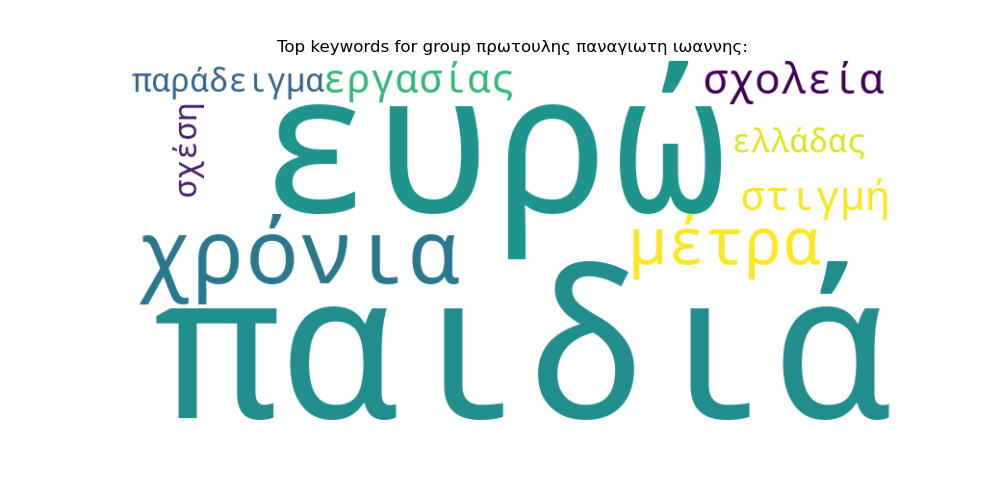 Top keywords for group πρωτουλης παναγιωτη ιωαννης:
παράδειγμα
εργασίας
σχολεία
σχέση
ευρώ
ελλάδας
στιγμή
χρόνια
μέτρα
παιδιά